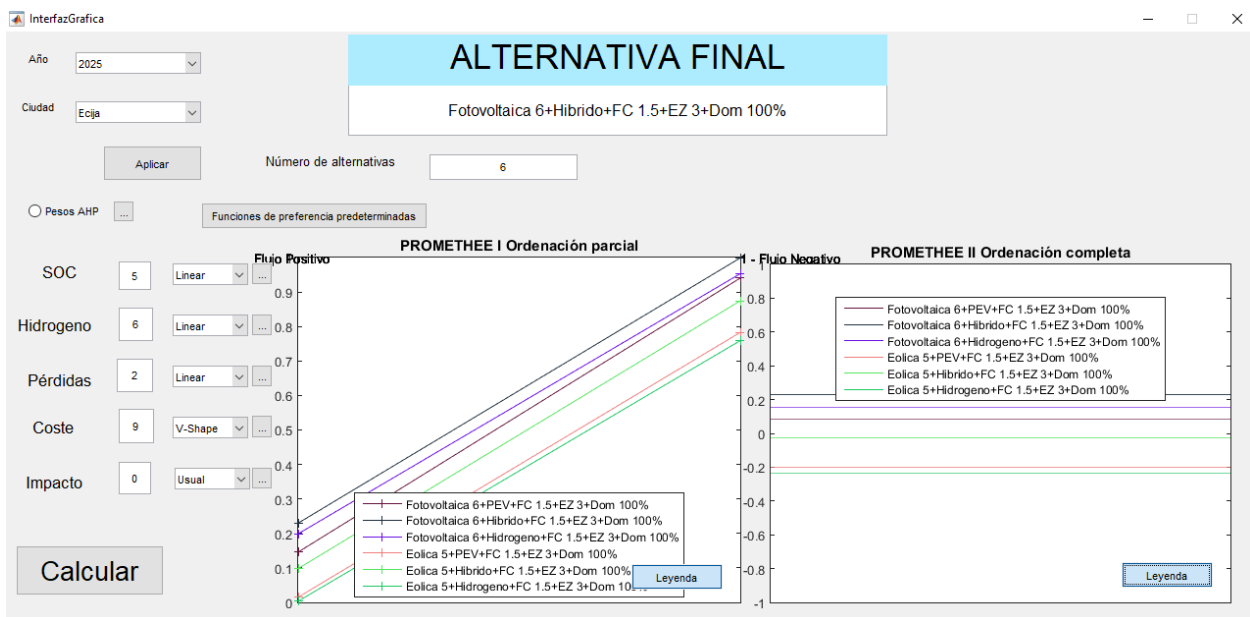 InterfazGrafica
Año
2025
Ciudad
Ecija
Aplicar
ALTERNATIVA FINAL
Fotovoltaica 6+Hibrido+FC 1.5+EZ 3+Dom 100%
Número de alternativas
6
Pesos AHP
...
Funciones de preferencia predeterminadas
SOC
5
Linear
...
Hidrogeno
6
Linear
...
Pérdidas
2
Linear
...
Coste
9
V-Shape
...
Impacto
0
Usual
...
Calcular
PROMETHEE I Ordenación parcial
Flujo Positivo
1 - Flujo Negativo
0.9
0.8
0.7
0.6
0.5
0.4
0.3
0.2
0.1
0
Fotovoltaica 6+PEV+FC 1.5+EZ 3+Dom 100%
Fotovoltaica 6+Hibrido+FC 1.5+EZ 3+Dom 100%
Fotovoltaica 6+Hidrogeno+FC 1.5+EZ 3+Dom 100%
Eolica 5+PEV+FC 1.5+EZ 3+Dom 100%
Eolica 5+Hibrido+FC 1.5+EZ 3+Dom 100%
Eolica 5+Hidrogeno+FC 1.5+EZ 3+Dom
Leyenda
PROMETHEE II Ordenación completa
1
0.8
0.6
0.4
0.2
0
-0.2
-0.4
-0.6
-0.8
-1
Fotovoltaica 6+PEV+FC 1.5+EZ 3+Dom 100%
Fotovoltaica 6+Hibrido+FC 1.5+EZ 3+Dom 100%
Fotovoltaica 6+Hidrogeno+FC 1.5+EZ 3+Dom 100%
Eolica 5+PEV+FC 1.5+EZ 3+Dom 100%
Eolica 5+Hibrido+FC 1.5+EZ 3+Dom 100%
Eolica 5+Hidrogeno+FC 1.5+EZ 3+Dom 100%
Leyenda